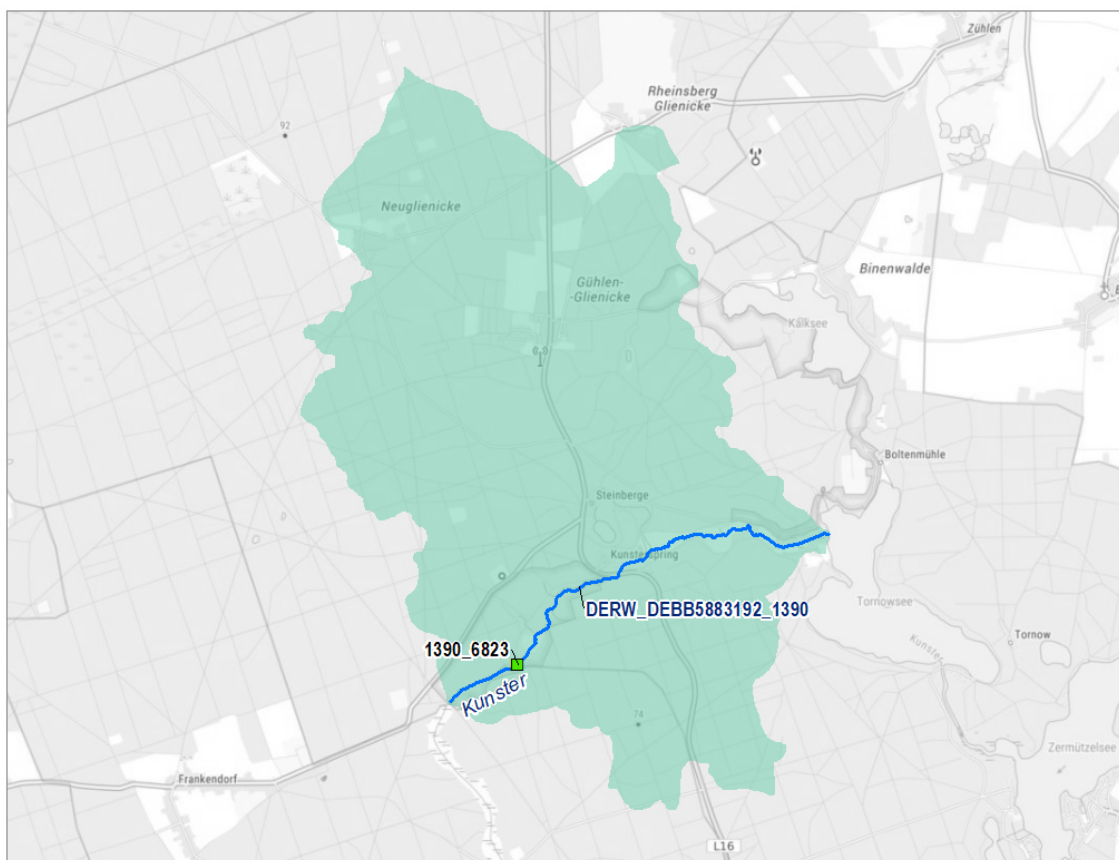 Zühlen
Rheinsberg
Glienicke
92
Neuglienicke
Binenwalde
Gühlen-
-Glienicke
Kalksee
Boltenmühle
Steinberge
Kunsterspring
DERW_DEBB5883192_1390
Tornowsee
1390_6823
Kunster
Tornow
Kunster
74
Zermützelsee
Frankendorf
L16